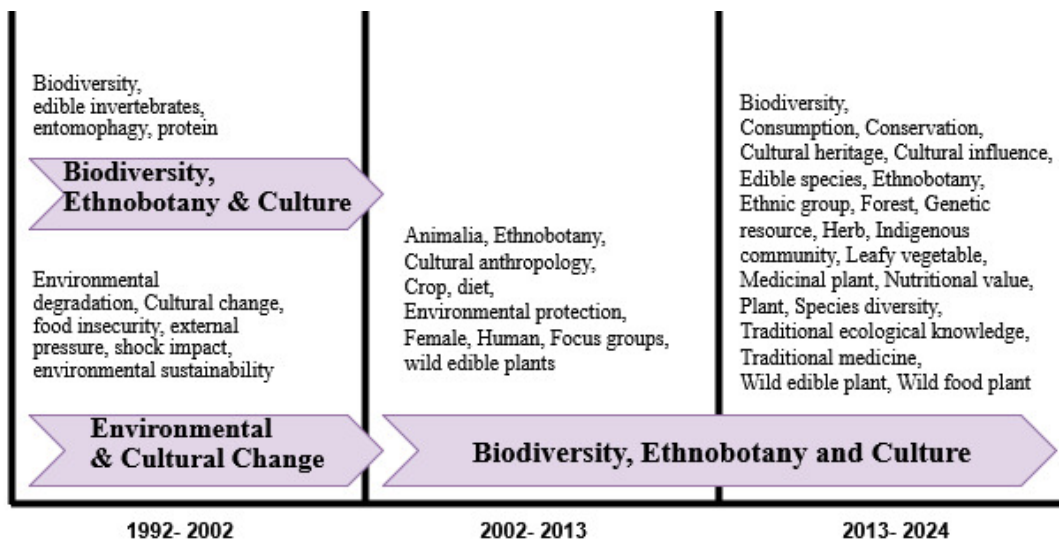 Biodiversity,
edible invertebrates,
entomophagy, protein
Biodiversity,
Ethnobotany & Culture
Environmental
degradation, Cultural change,
food insecurity, external
pressure, shock impact,
environmental sustainability
Environmental
& Cultural Change
Animalia, Ethnobotany,
Cultural anthropology,
Crop, diet,
Environmental protection,
Female, Human, Focus groups,
wild edible plants
Biodiversity,
Consumption, Conservation,
Cultural heritage, Cultural influence,
Edible species, Ethnobotany,
Ethnic group, Forest, Genetic
resource, Herb, Indigenous
community, Leafy vegetable,
Medicinal plant, Nutritional value,
Plant, Species diversity,
Traditional ecological knowledge,
Traditional medicine,
Wild edible plant, Wild food plant
Biodiversity, Ethnobotany and Culture
1992- 2002
2002- 2013
2013- 2024